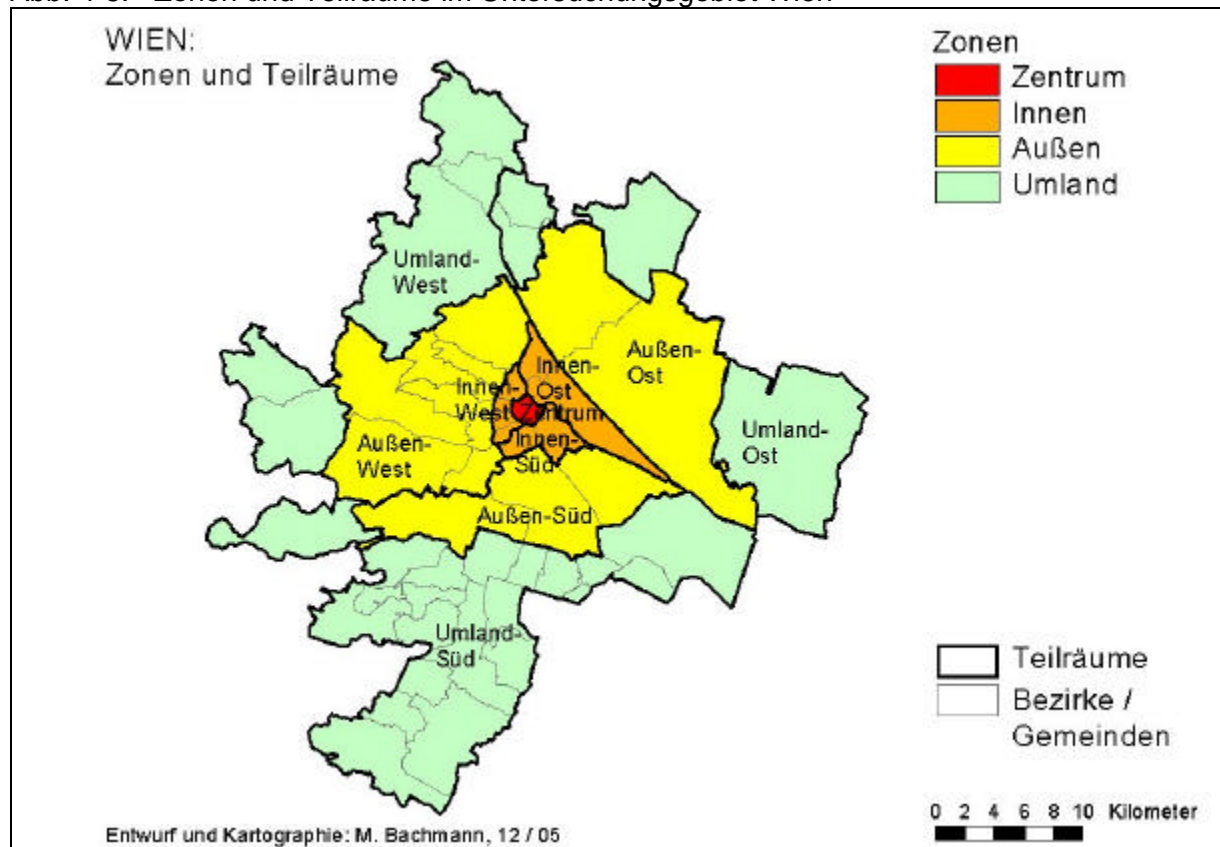 WIEN:
Zonen und Teilräume
Zonen
Zentrum
Innen
Außen
Umland
Umland-
West
Innen-
Ost
Außen-
Ost
Innen-
West
Zentrum
Umland-
Ost
Außen-
West
Innen-
Süd
Außen-Süd
Umland-
Süd
Teilräume
Bezirke /
Gemeinden
0 2 4 6 8 10 Kilometer
Entwurf und Kartographie: M. Bachmann, 12 / 05